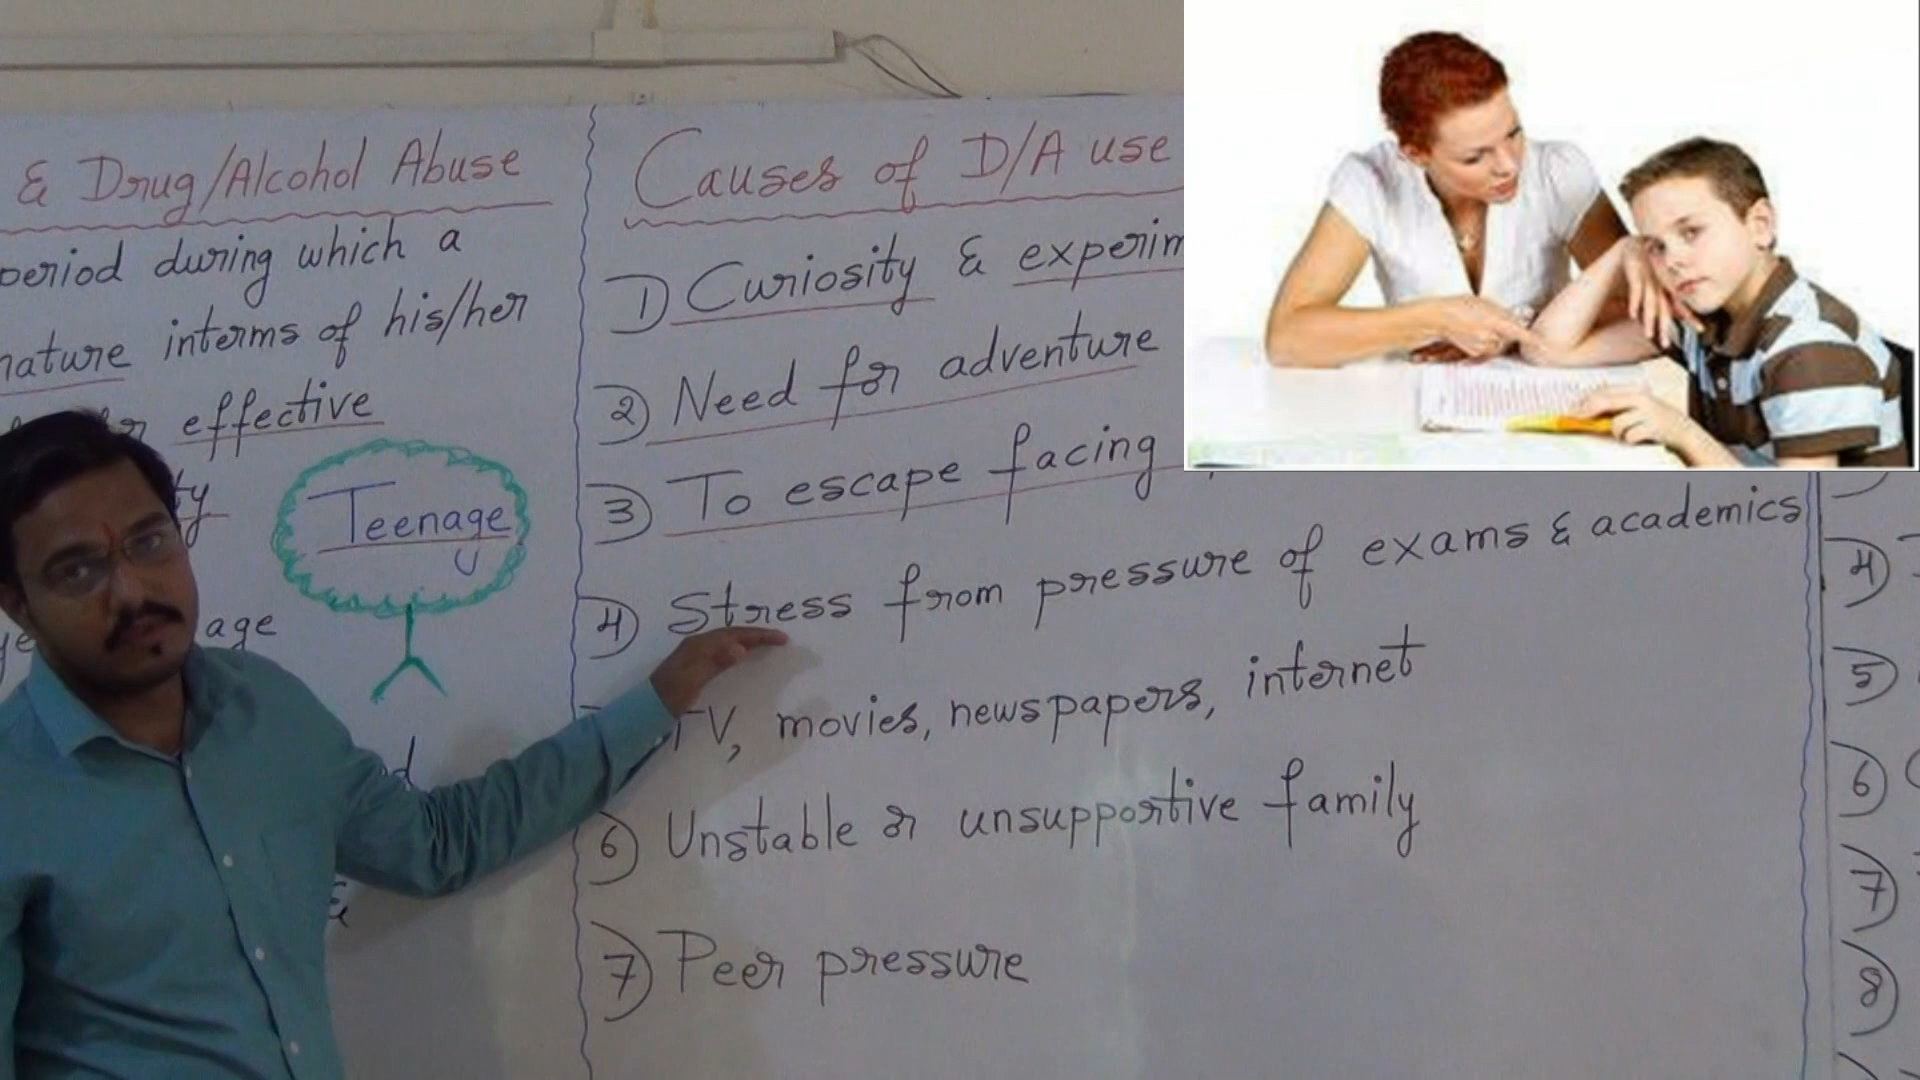 & Drug/Alcohol Abuse
period during which a
nature interms of his/her
effective
ty
Teenage
age
Causes of D/A use
1) Curiosity & experim
2) Need for adventure
3) To escape facing
4) Stress from pressure of exams & academics
TV, movies, newspapers, internet
6) Unstable or unsupportive family
7) Peer pressure
4)
5)
6)
7)
8)